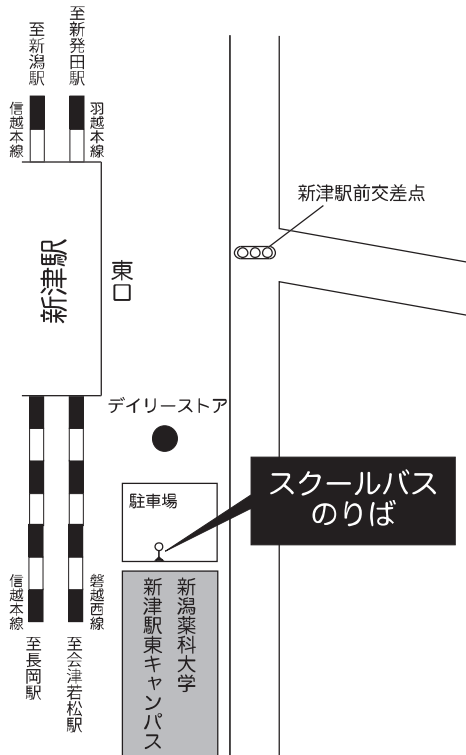 至新潟駅
至新発田駅
信越本線
羽越本線
新津駅前交差点
新津駅
東口
デイリーストア
駐車場
スクールバス
のりば
信越本線
磐越西線
至長岡駅
至会津若松駅
新潟薬科大学
新津駅東キャンパス